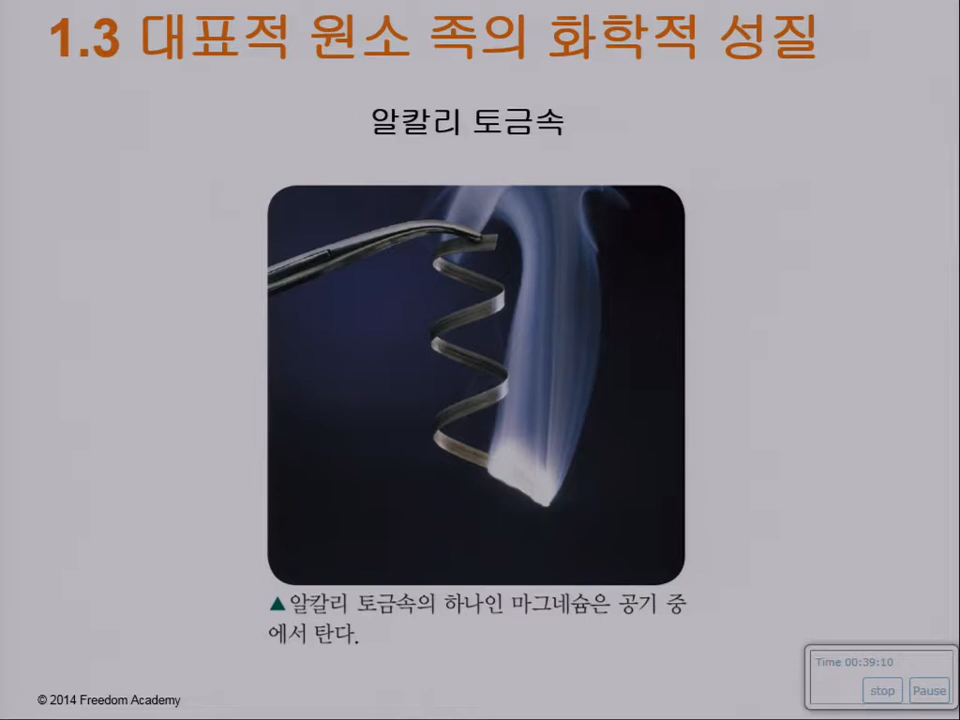 1.3 대표적 원소 족의 화학적 성질
알칼리 토금속
▲알칼리 토금속의 하나인 마그네슘은 공기 중
에서 탄다.
Time 00:39:10
stop Pause
© 2014 Freedom Academy